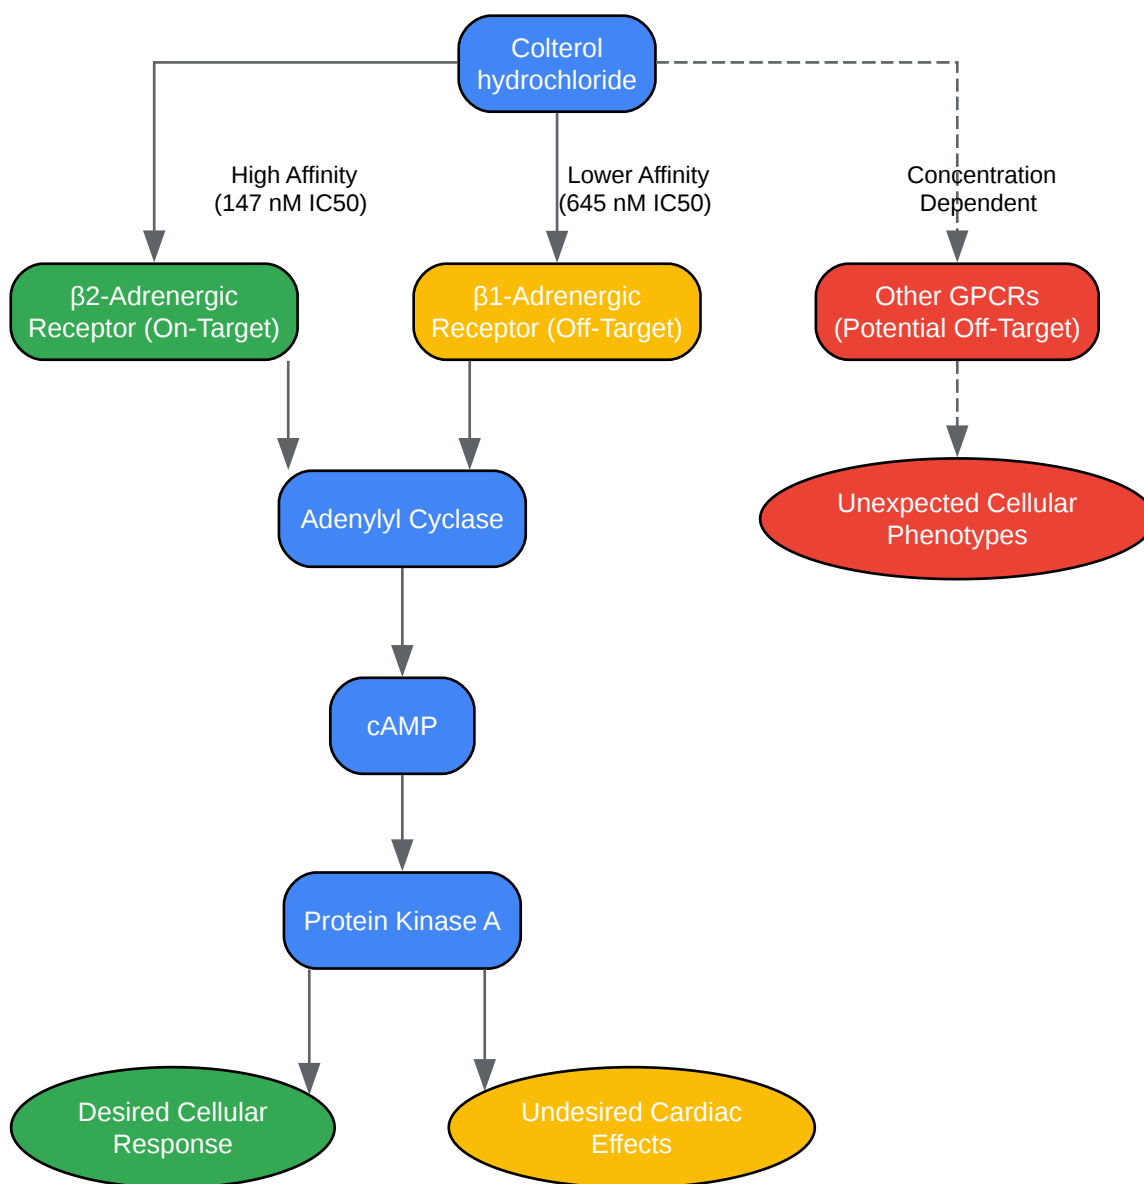 Colterol
hydrochloride
High Affinity
(147 nM IC50)
Lower Affinity
(645 nM IC50)
Concentration
Dependent
β2-Adrenergic
Receptor (On-Target)
β1-Adrenergic
Receptor (Off-Target)
Other GPCRs
(Potential Off-Target)
Adenylyl Cyclase
Unexpected Cellular
Phenotypes
cAMP
Protein Kinase A
Desired Cellular
Response
Undesired Cardiac
Effects